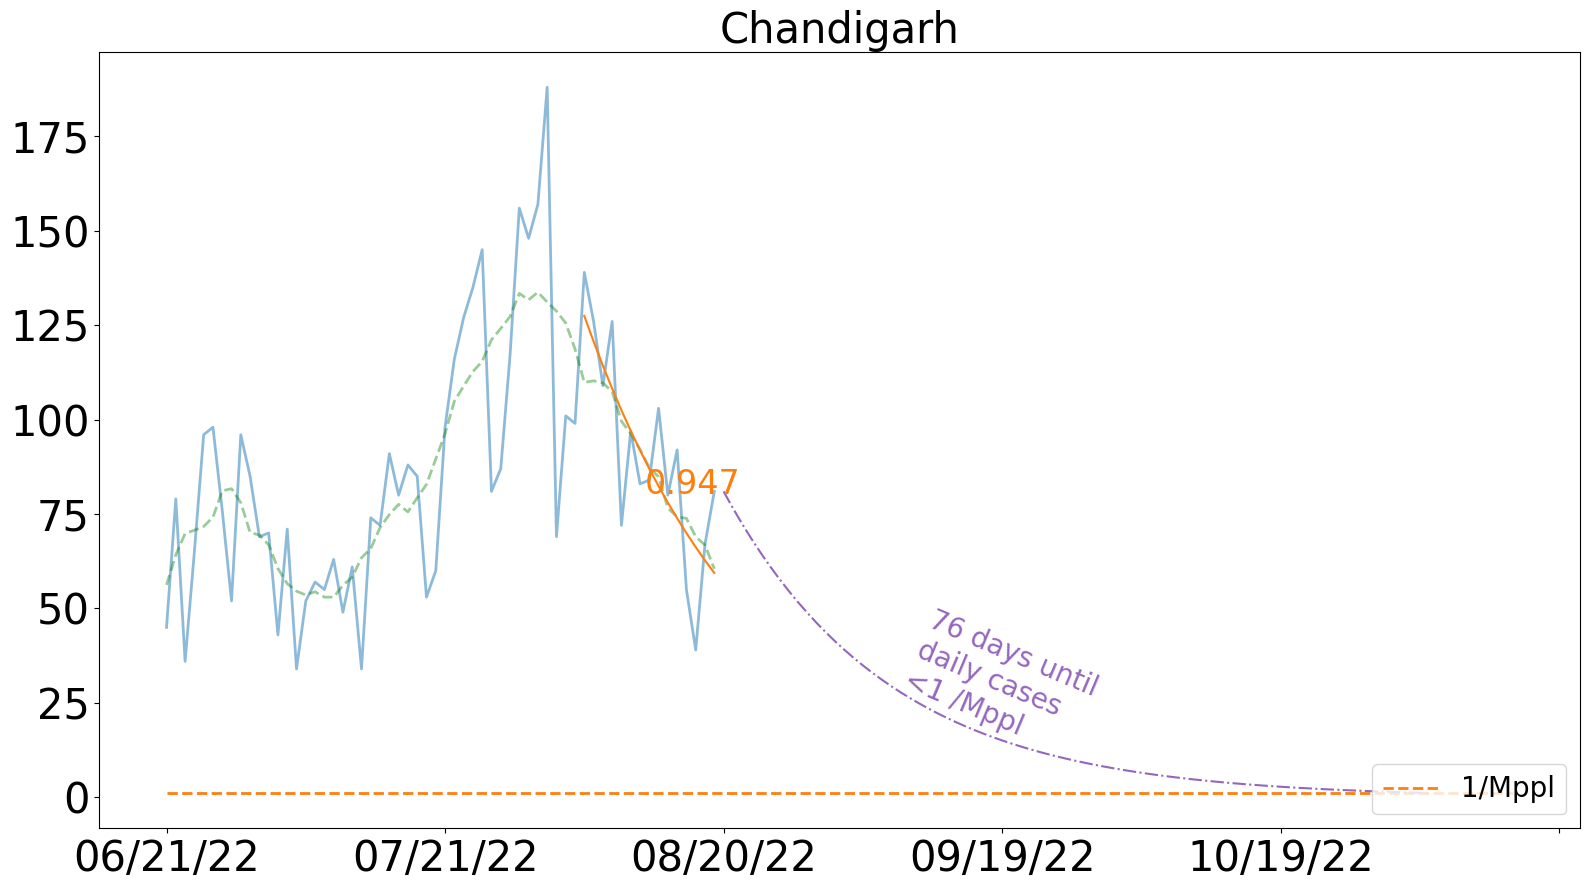 Chandigarh
175
150
125
100
75
50
25
0
0.947
76 days until
daily cases
<1 /Mppl
1/Mppl
06/21/22
07/21/22
08/20/22
09/19/22
10/19/22